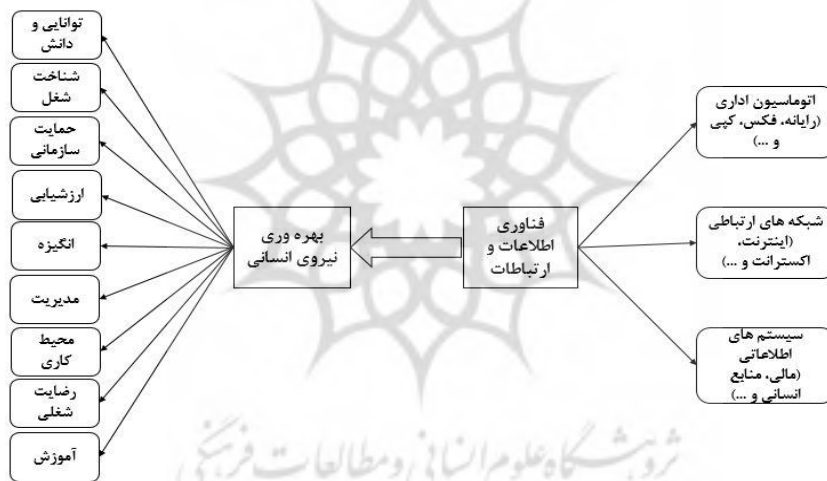 اتوماسیون اداری
(رایانه، فکس، کپی
و ...)
شبکه های ارتباطی
(اینترنت،
اکسترانت و ...)
سیستم های
اطلاعاتی
(مالی، منابع
انسانی و ...)
فناوری
اطلاعات و
ارتباطات
بهره وری
نیروی انسانی
توانایی و
دانش
شناخت
شغل
حمایت
سازمانی
ارزشیابی
انگیزه
مدیریت
محیط
کاری
رضایت
شغلی
آموزش
پژوهشگاه علوم انسانی و مطالعات فرهنگی